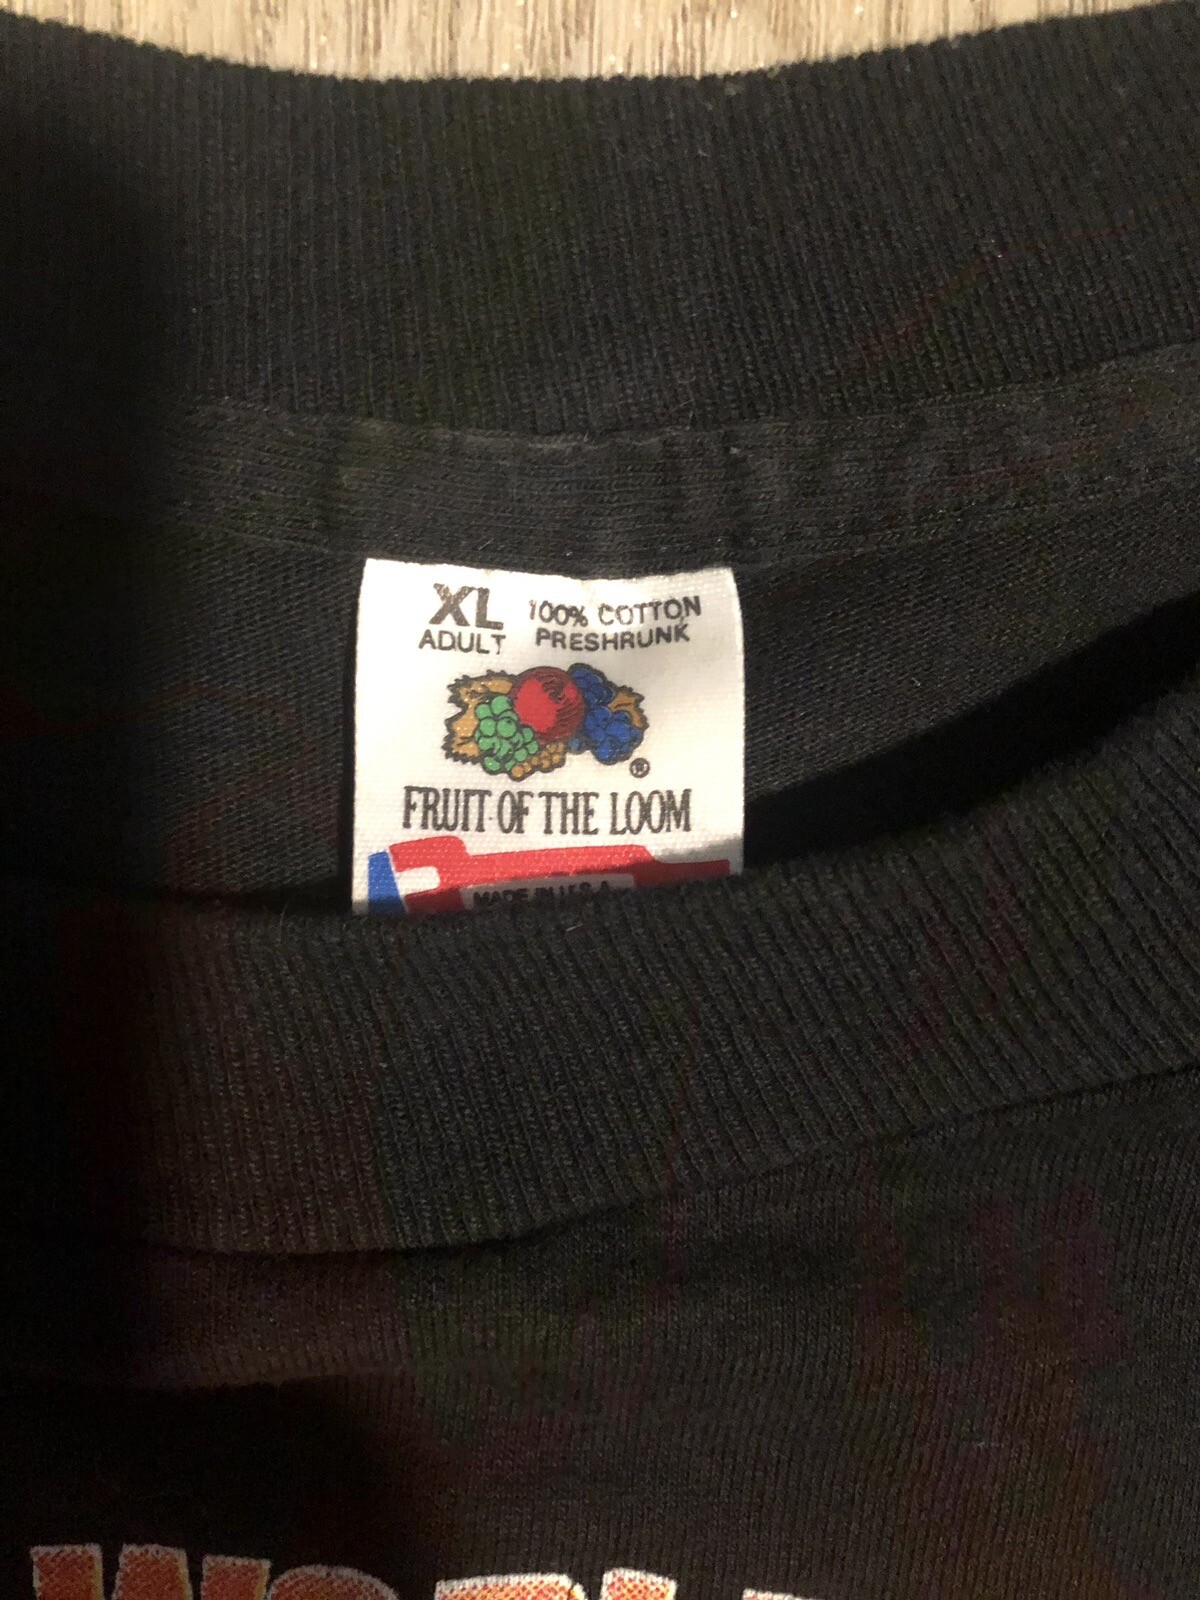 XL 100% COTTON
ADULT PRESHRUNK
®
FRUIT OF THE LOOM
MADE IN U.S.A.